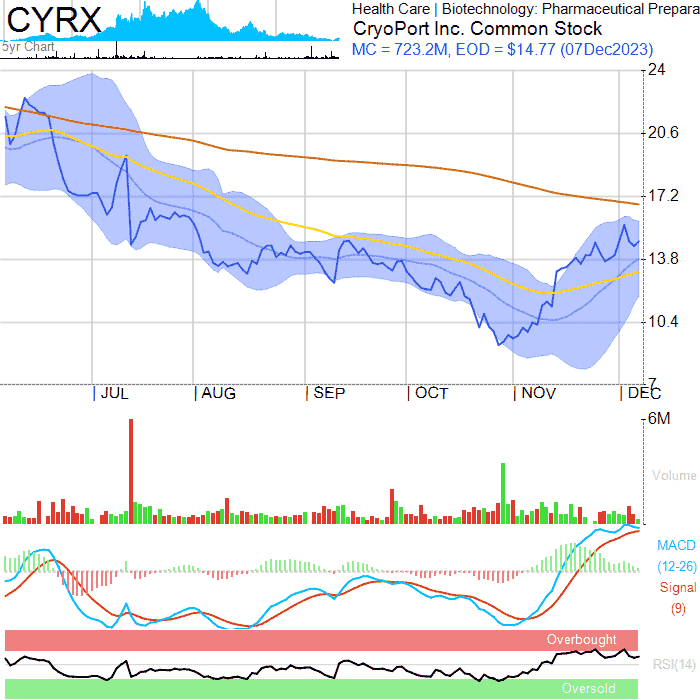 CYRX
5yr Chart
Health Care | Biotechnology: Pharmaceutical Prepara
CryoPort Inc. Common Stock
MC = 723.2M, EOD = $14.77 (07Dec2023)
24
20.6
17.2
13.8
10.4
7
JUL AUG SEP OCT NOV DEC
6M
Volume
MACD
(12-26)
Signal
(9)
Overbought
RSI(14)
Oversold